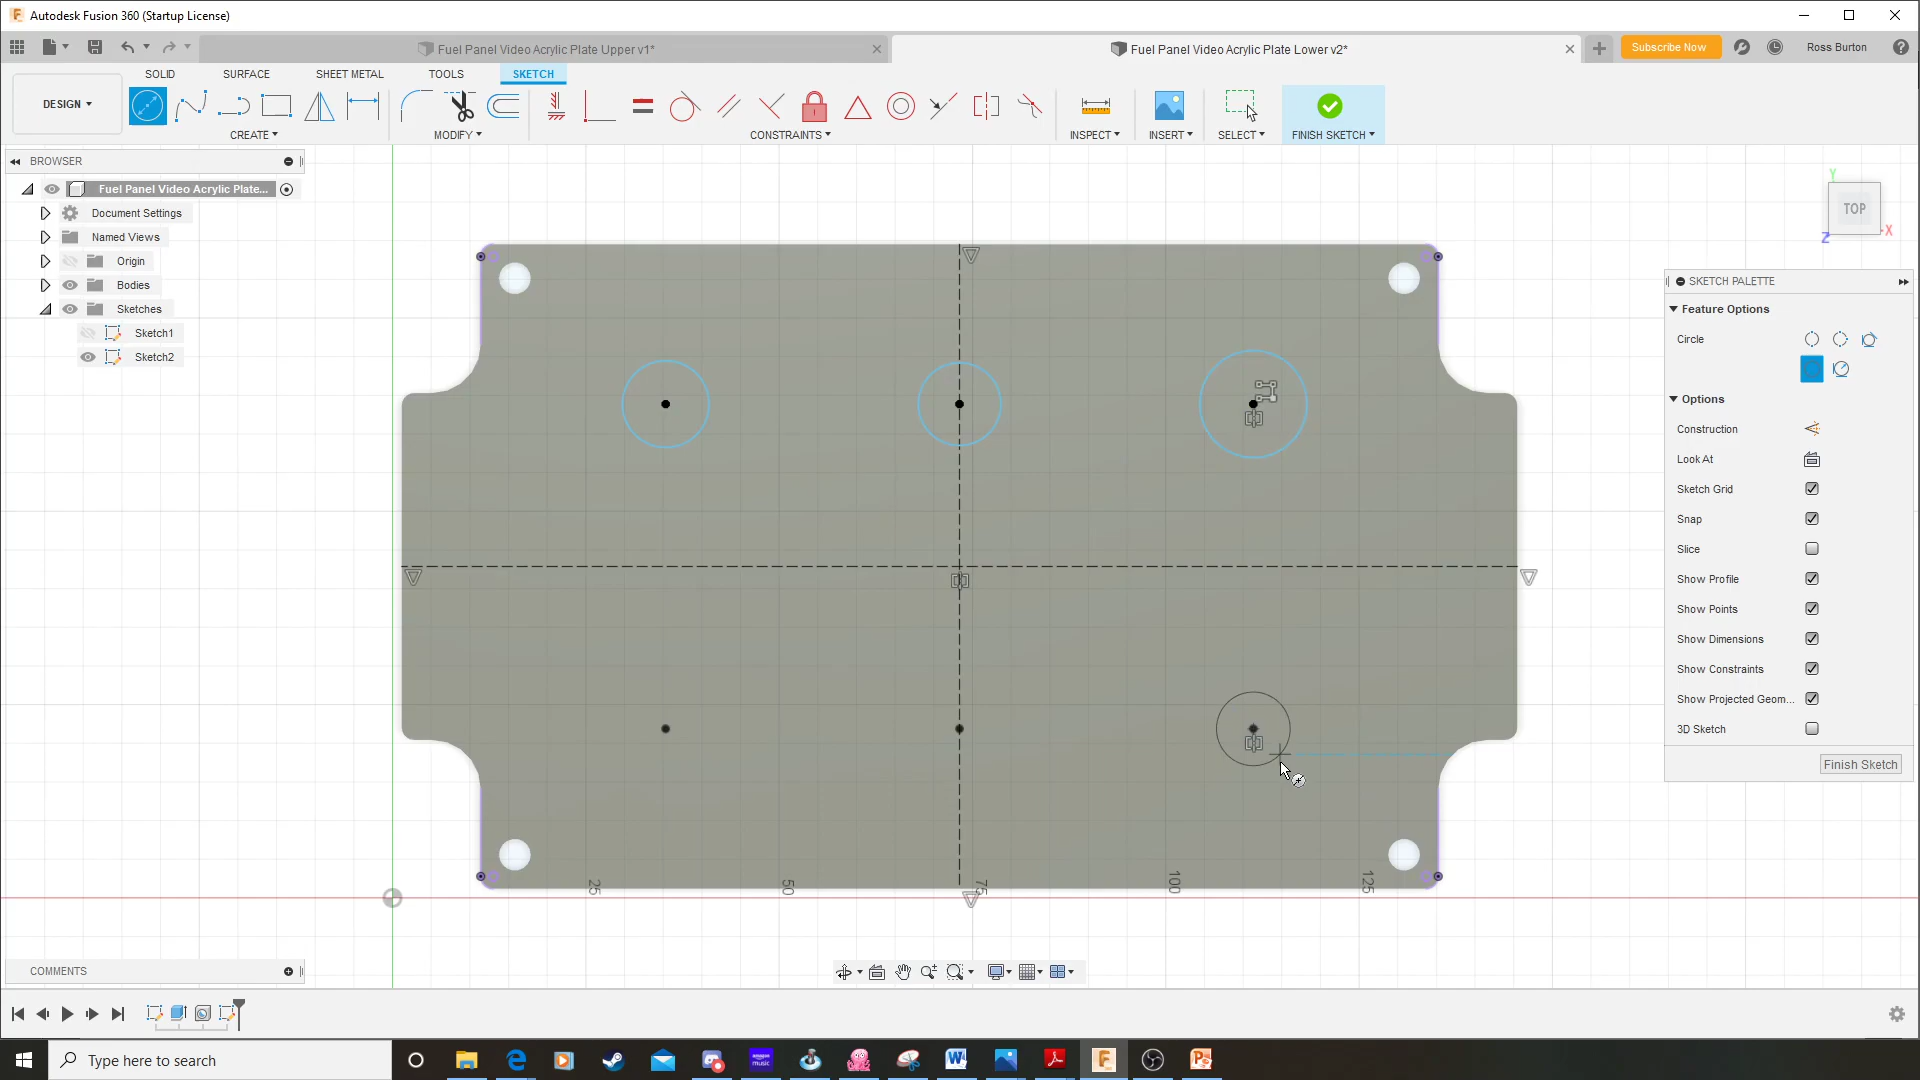 Autodesk Fusion 360 (Startup License)
Fuel Panel Video Acrylic Plate Upper v1*
Fuel Panel Video Acrylic Plate Lower v2*
Subscribe Now
Ross Burton
DESIGN
SOLID
SURFACE
SHEET METAL
TOOLS
SKETCH
CREATE
MODIFY
CONSTRAINTS
INSPECT
INSERT
SELECT
FINISH SKETCH
BROWSER
Fuel Panel Video Acrylic Plate...
Document Settings
Named Views
Origin
Bodies
Sketches
Sketch1
Sketch2
Y
TOP
X
Z
SKETCH PALETTE
Feature Options
Circle
Options
Construction
Look At
Sketch Grid
Snap
Slice
Show Profile
Show Points
Show Dimensions
Show Constraints
Show Projected Geom...
3D Sketch
Finish Sketch
25
50
75
100
125
COMMENTS
Type here to search